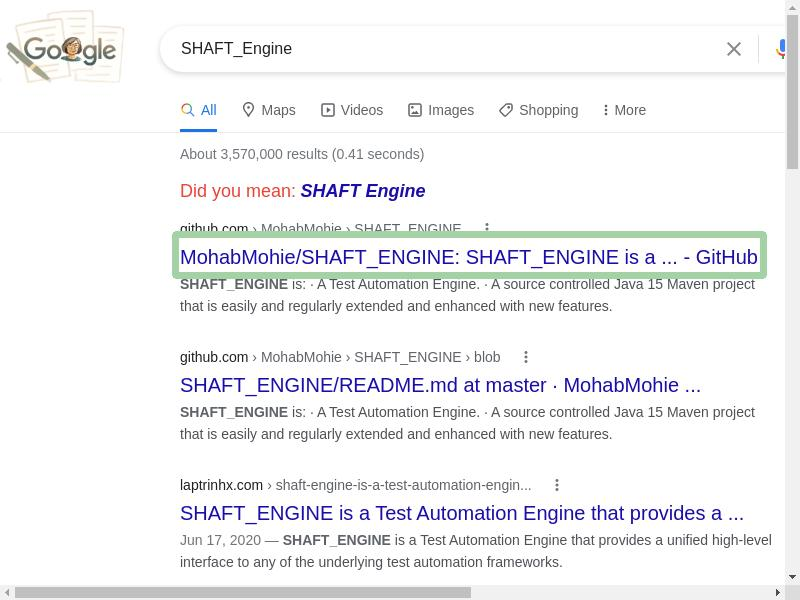 Google
SHAFT_Engine
All Maps Videos Images Shopping More
About 3,570,000 results (0.41 seconds)
Did you mean: SHAFT Engine
github.com › MohabMohie › SHAFT_ENGINE
MohabMohie/SHAFT_ENGINE: SHAFT_ENGINE is a ... - GitHub
SHAFT_ENGINE is: · A Test Automation Engine. · A source controlled Java 15 Maven project
that is easily and regularly extended and enhanced with new features.
github.com › MohabMohie › SHAFT_ENGINE › blob
SHAFT_ENGINE/README.md at master · MohabMohie ...
SHAFT_ENGINE is: · A Test Automation Engine. · A source controlled Java 15 Maven project
that is easily and regularly extended and enhanced with new features.
laptrinhx.com › shaft-engine-is-a-test-automation-engin...
SHAFT_ENGINE is a Test Automation Engine that provides a ...
Jun 17, 2020 — SHAFT_ENGINE is a Test Automation Engine that provides a unified high-level
interface to any of the underlying test automation frameworks.